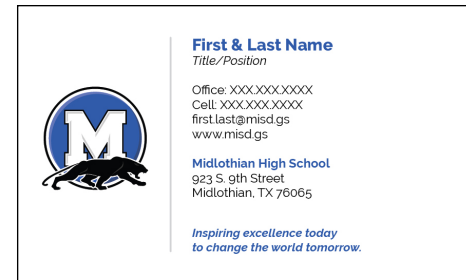 M
First & Last Name
Title/Position
Office: XXX.XXX.XXXX
Cell: XXX.XXX.XXXX
first.last@misd.gs
www.misd.gs
Midlothian High School
923 S. 9th Street
Midlothian, TX 76065
Inspiring excellence today
to change the world tomorrow.